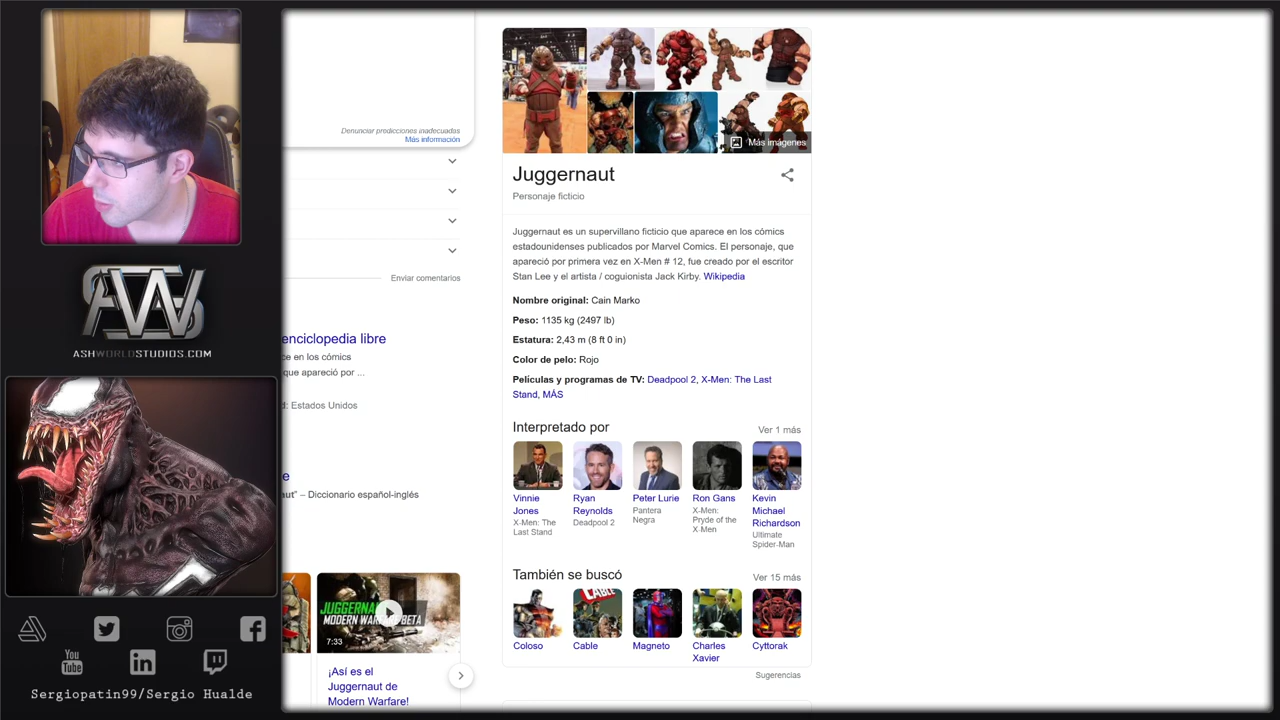 Denunciar predicciones inadecuadas
Más información
Enviar comentarios
enciclopedia libre
ce en los cómics
que apareció por ...
d: Estados Unidos
e
aut" – Diccionario español-inglés
JUGGERNAU
MODERN WARFARE BETA
7:33
¡Así es el
Juggernaut de
Modern Warfare!
Más imágenes
Juggernaut
Personaje ficticio
Juggernaut es un supervillano ficticio que aparece en los cómics
estadounidenses publicados por Marvel Comics. El personaje, que
apareció por primera vez en X-Men # 12, fue creado por el escritor
Stan Lee y el artista / coguionista Jack Kirby. Wikipedia
Nombre original: Cain Marko
Peso: 1135 kg (2497 lb)
Estatura: 2,43 m (8 ft 0 in)
Color de pelo: Rojo
Películas y programas de TV: Deadpool 2, X-Men: The Last
Stand, MÁS
Interpretado por
Ver 1 más
Vinnie
Jones
X-Men: The
Last Stand
Ryan
Reynolds
Deadpool 2
Peter Lurie
Pantera
Negra
Ron Gans
X-Men:
Pryde of the
X-Men
Kevin
Michael
Richardson
Ultimate
Spider-Man
También se buscó
Ver 15 más
CABLE
Coloso
Cable
Magneto
Charles
Xavier
Cyttorak
Sugerencias
AWS
ASHWORLDSTUDIOS.COM
You
Tube
in
Sergiopatin99/Sergio Hualde